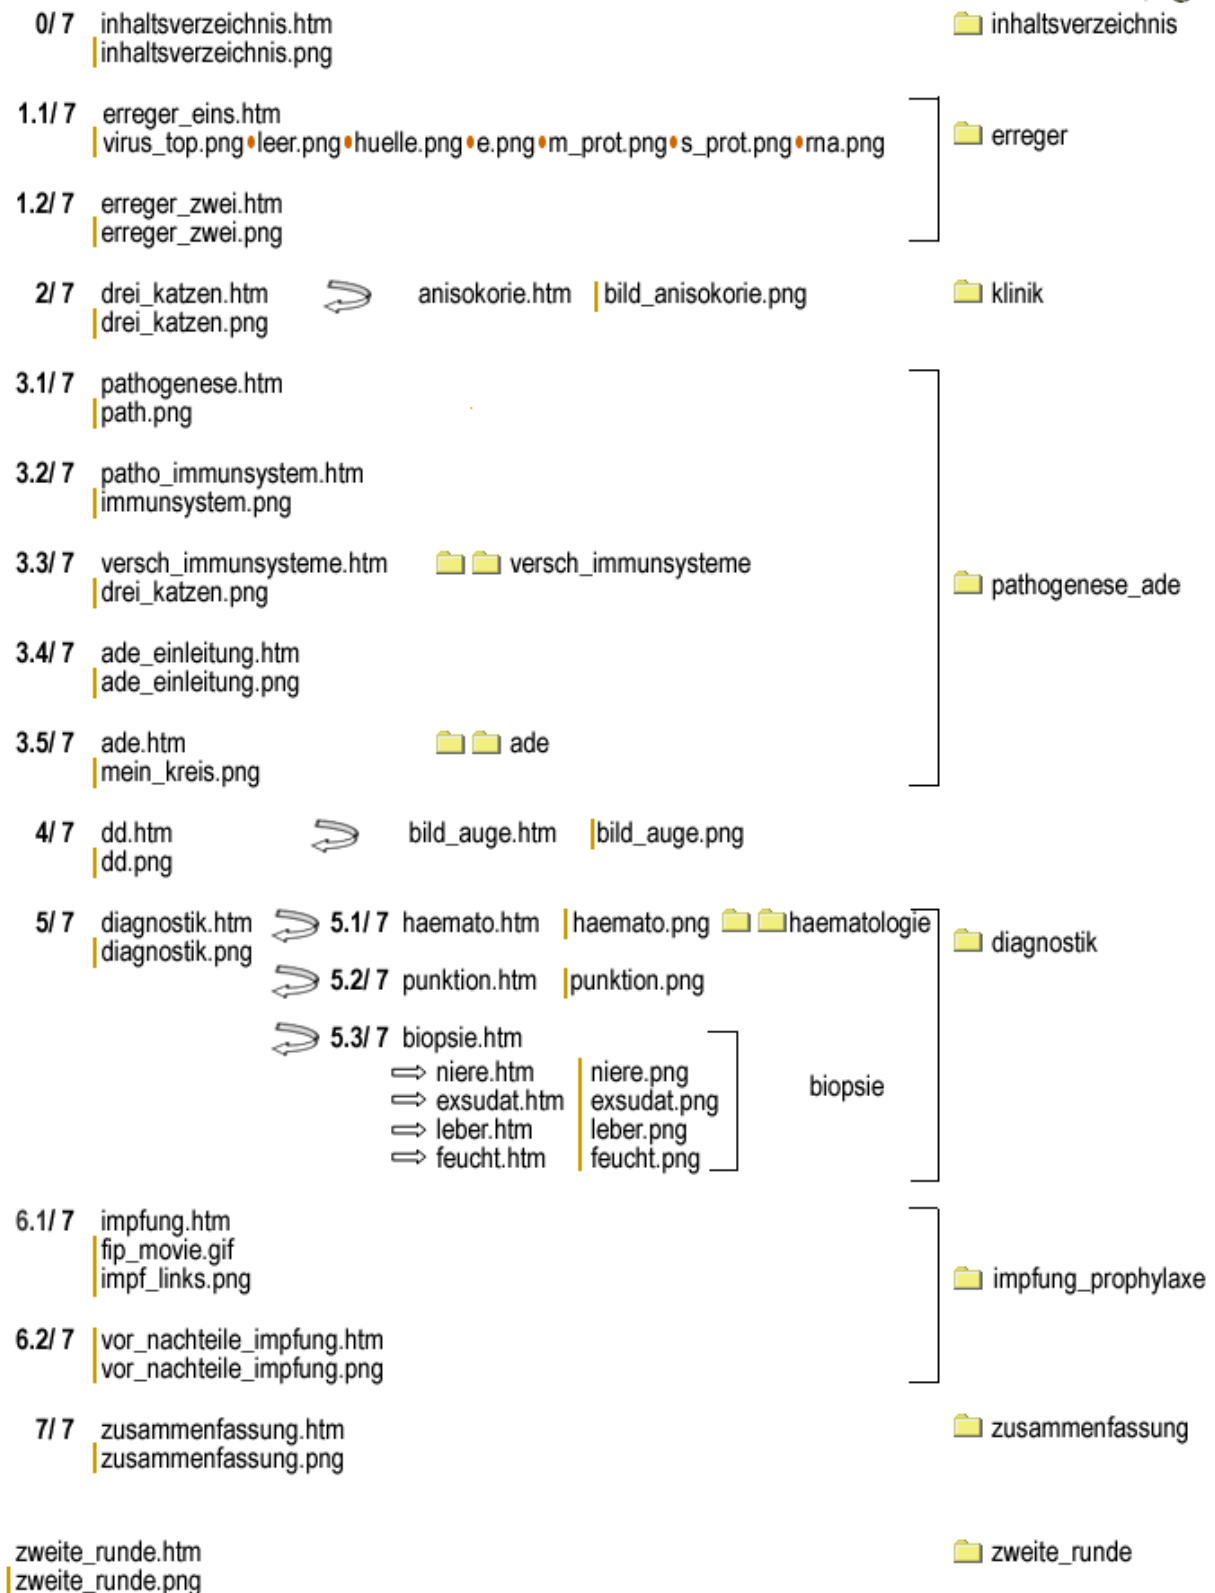 0/ 7 inhaltsverzeichnis.htm inhaltsverzeichnis
inhaltsverzeichnis.png
1.1/ 7 erreger_eins.htm
virus_top.png•leer.png•huelle.png•e.png•m_prot.png•s_prot.png•rna.png erreger
1.2/ 7 erreger_zwei.htm
erreger_zwei.png
2/ 7 drei_katzen.htm anisokorie.htm bild_anisokorie.png klinik
drei_katzen.png
3.1/ 7 pathogenese.htm
path.png
3.2/ 7 patho_immunsystem.htm
immunsystem.png
3.3/ 7 versch_immunsysteme.htm versch_immunsysteme
drei_katzen.png pathogenese_ade
3.4/ 7 ade_einleitung.htm
ade_einleitung.png
3.5/ 7 ade.htm ade
mein_kreis.png
4/ 7 dd.htm bild_auge.htm bild_auge.png
dd.png
5/ 7 diagnostik.htm 5.1/ 7 haemato.htm haemato.png haematologie
diagnostik.png diagnostik
5.2/ 7 punktion.htm punktion.png
5.3/ 7 biopsie.htm
niere.htm niere.png biopsie
exsudat.htm exsudat.png
leber.htm leber.png
feucht.htm feucht.png
6.1/ 7 impfung.htm
fip_movie.gif
impf_links.png impfung_prophylaxe
6.2/ 7 vor_nachteile_impfung.htm
vor_nachteile_impfung.png
7/ 7 zusammenfassung.htm zusammenfassung
zusammenfassung.png
zweite_runde.htm zweite_runde
zweite_runde.png